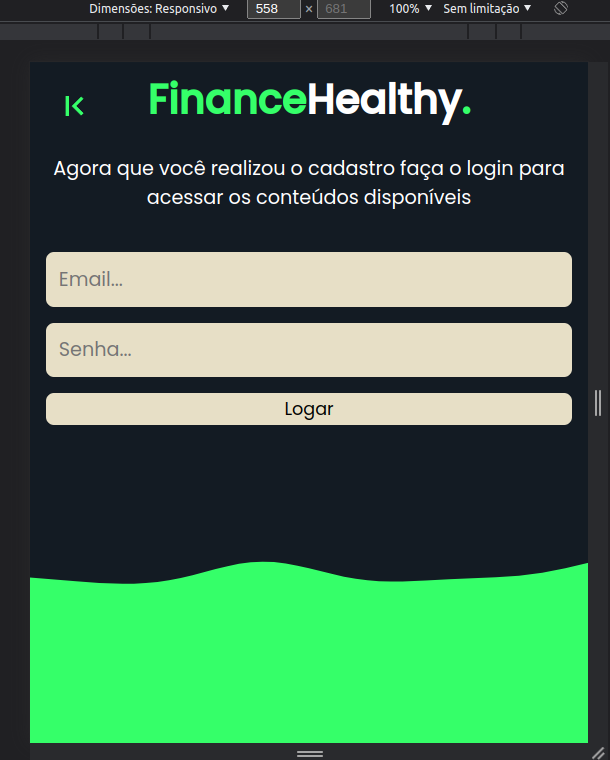 Dimensões: Responsivo 558 × 681 100% Sem limitação
FinanceHealthy.
Agora que você realizou o cadastro faça o login para
acessar os conteúdos disponíveis
Email...
Senha...
Logar